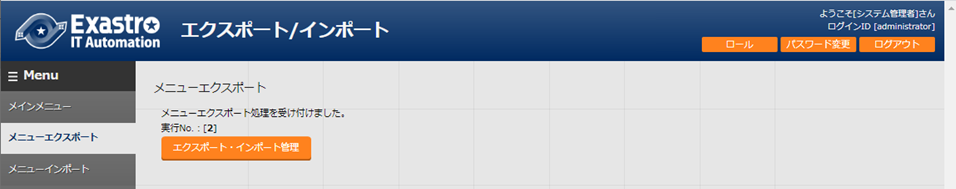 Exastro
IT Automation
エクスポート/インポート
ようこそ[システム管理者]さん
ログインID [administrator]
ロール
パスワード変更
ログアウト
Menu
メインメニュー
メニューエクスポート
メニューインポート
メニューエクスポート
メニューエクスポート処理を受け付けました。
実行No. : [2]
エクスポート・インポート管理